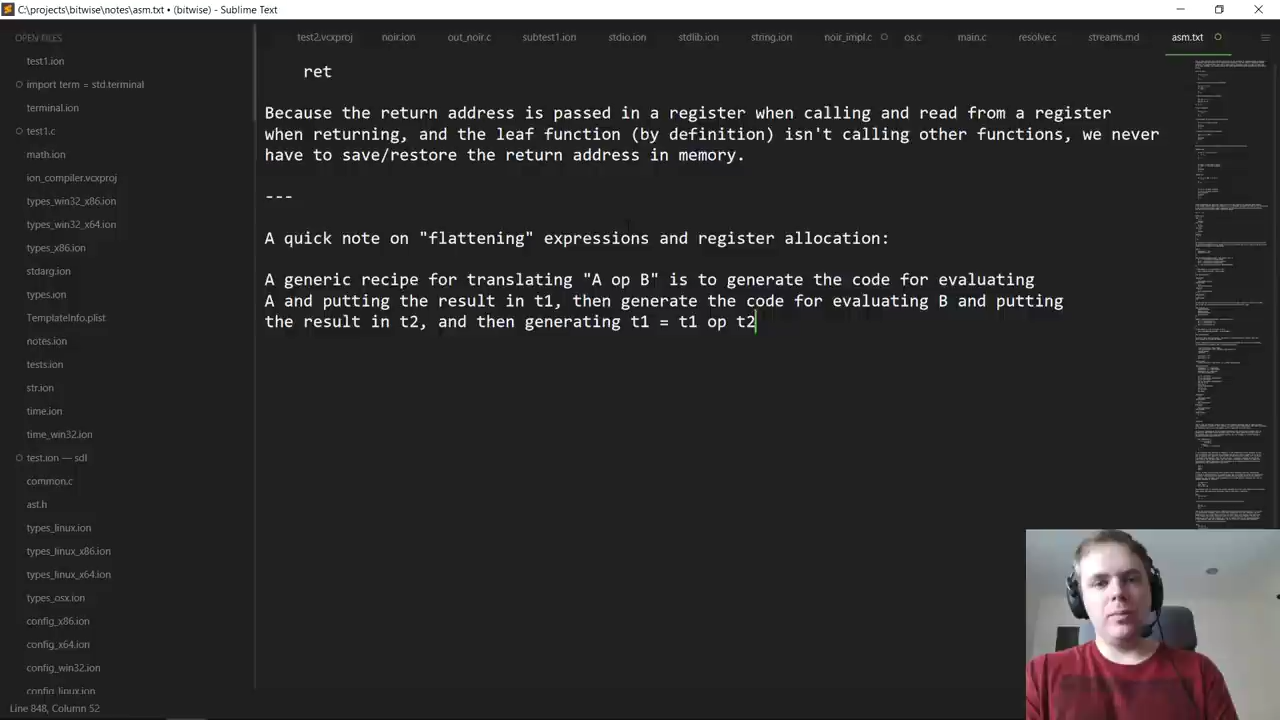 C:\projects\bitwise\notes\asm.txt • (bitwise) - Sublime Text
OPEN FILES
test1.ion
import term = std.terminal
terminal.ion
test1.c
math.ion
ion_compiler.vcxproj
types_win32_x86.ion
types_win32_x64.ion
types_x86.ion
stdarg.ion
types.ion
TemplateInfo.plist
notes.ion
tests.ion
str.ion
time.ion
time_win32.ion
test.ion — sdl
common.c
ast.h
types_linux.ion
types_linux_x86.ion
types_linux_x64.ion
types_osx.ion
config_x86.ion
config_x64.ion
config_win32.ion
config_linux.ion
test2.vcxproj noir.ion out_noir.c subtest1.ion stdio.ion stdlib.ion string.ion noir_impl.c os.c main.c resolve.c streams.md asm.txt
ret
Because the return address is passed in a register when calling and read from a register
when returning, and the leaf function (by definition) isn't calling other functions, we never
have to save/restore the return address in memory.
---
A quick note on "flattening" expressions and register allocation:
A general recipe for translating "A op B" is to generate the code for evaluating
A and putting the result in t1, then generate the code for evaluating B and putting
the result in t2, and then generating t1 = t1 op t2
Line 848, Column 52